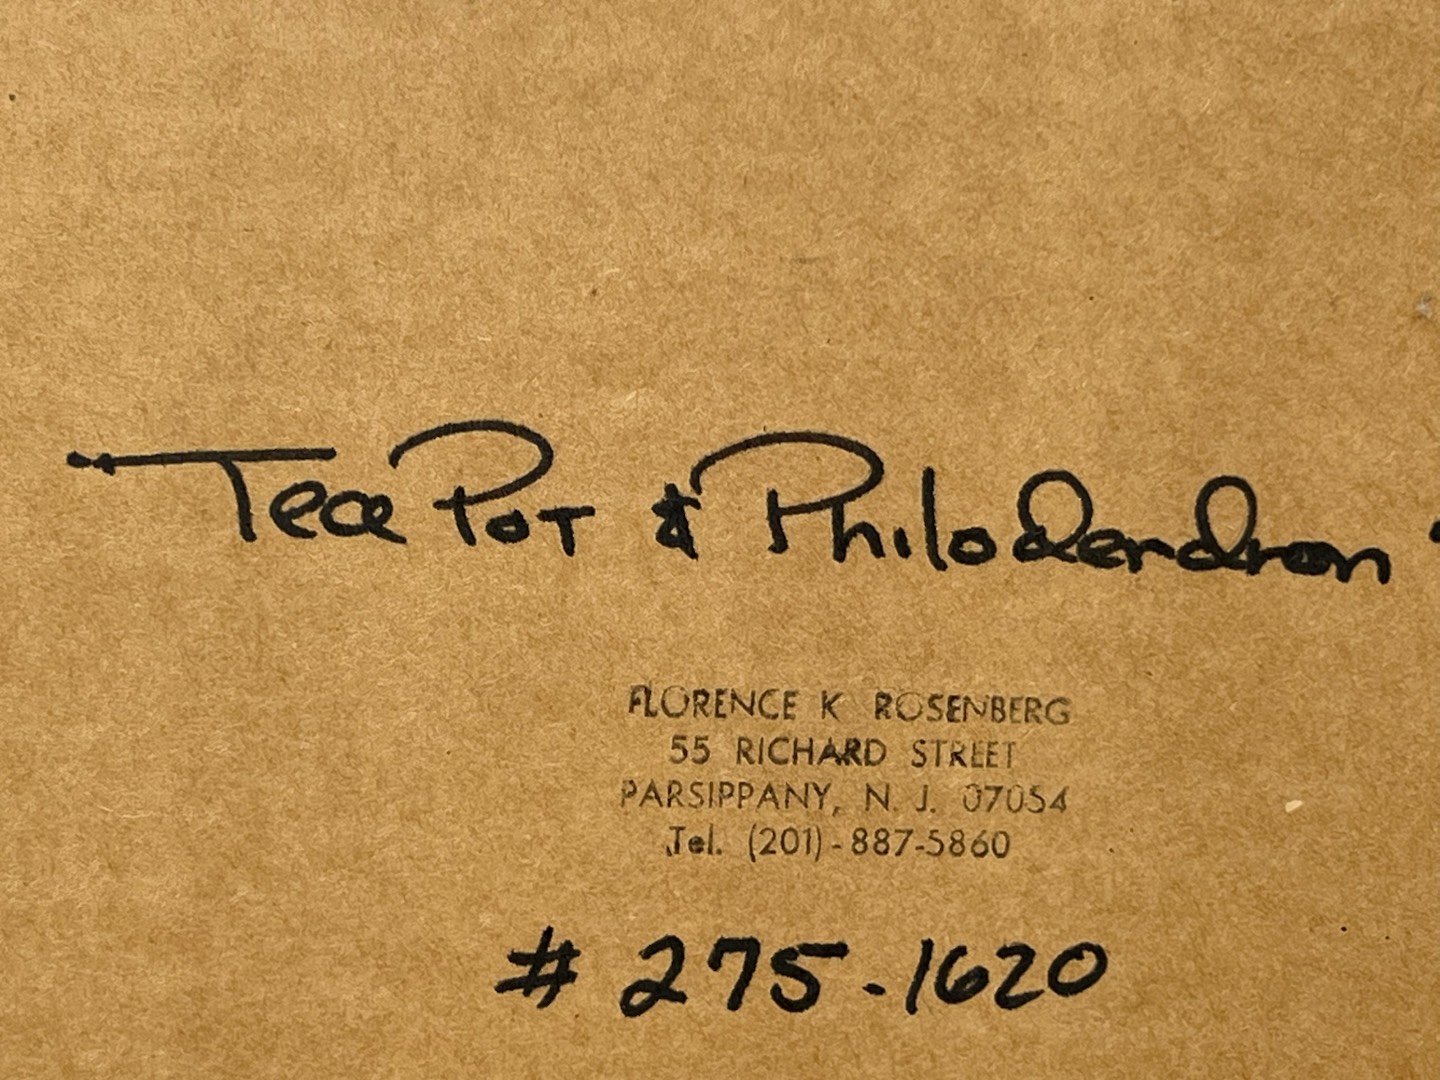 Tea Pot & Philodendron
FLORENCE K ROSENBERG
55 RICHARD STREET
PARSIPPANY, N. J. 07054
Tel. (201)-887-5860
# 275.1620